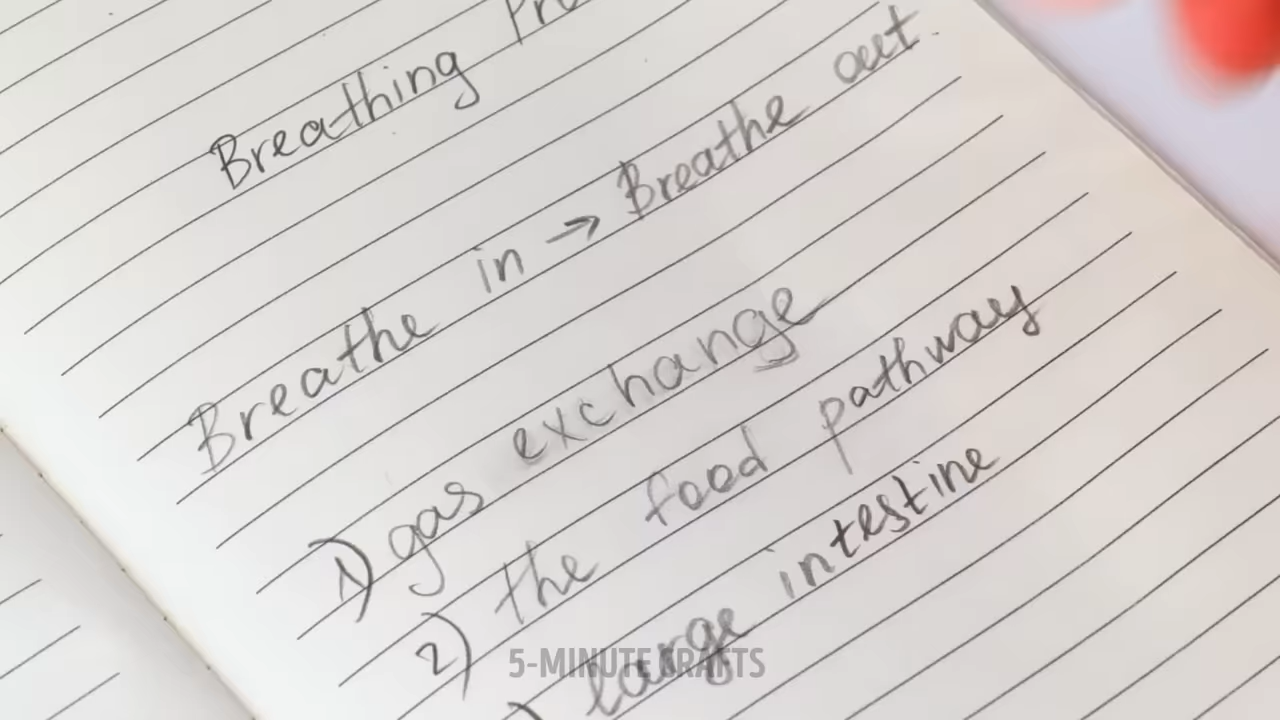 Breathing
Breathe in → Breathe out.
1) gas exchange
2) the food pathway
large intestine
5-MINUTE CRAFTS